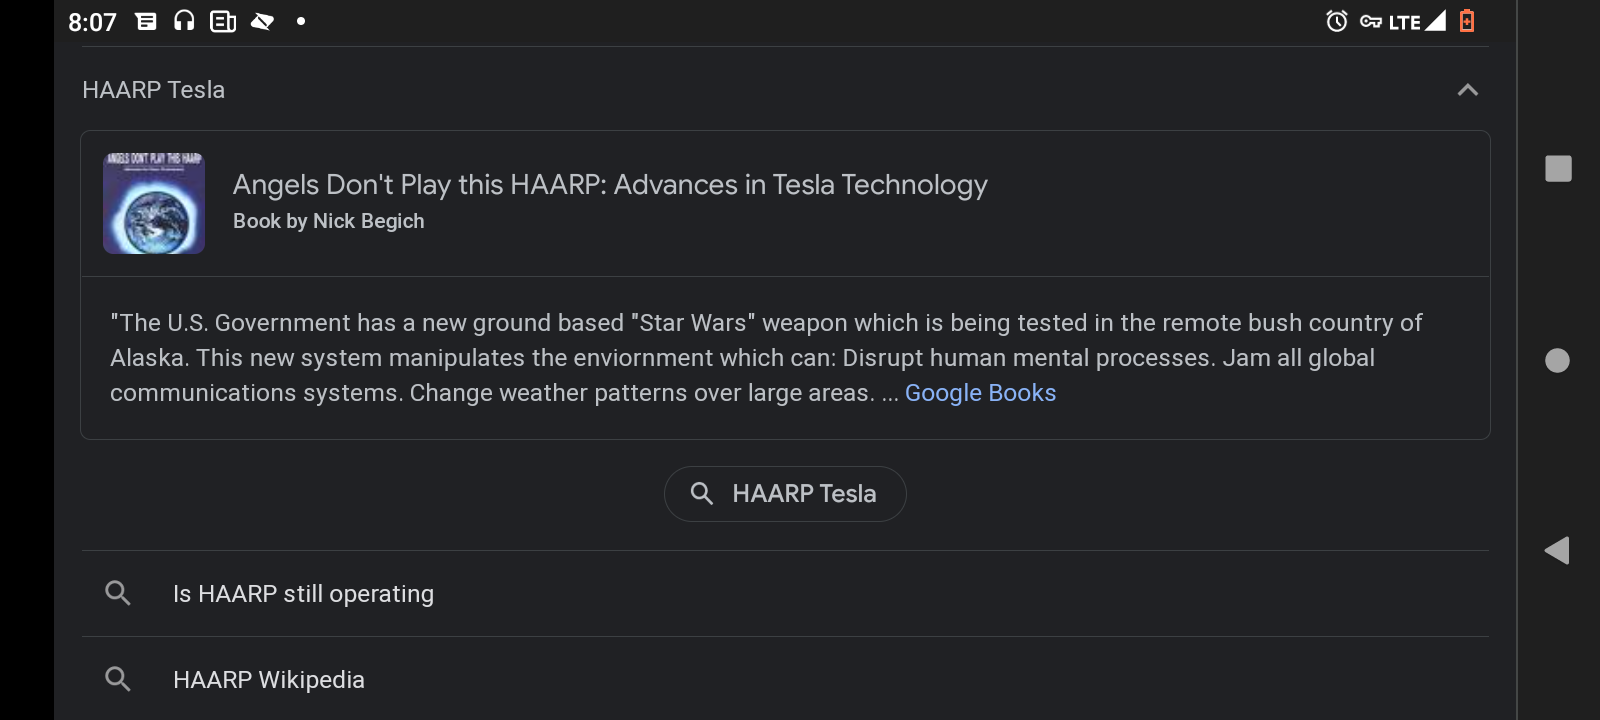 8:07
LTE
HAARP Tesla
ANGELS DON'T PLAY THIS HAARP
Angels Don't Play this HAARP: Advances in Tesla Technology
Book by Nick Begich
"The U.S. Government has a new ground based "Star Wars" weapon which is being tested in the remote bush country of
Alaska. This new system manipulates the enviornment which can: Disrupt human mental processes. Jam all global
communications systems. Change weather patterns over large areas. ... Google Books
HAARP Tesla
Is HAARP still operating
HAARP Wikipedia